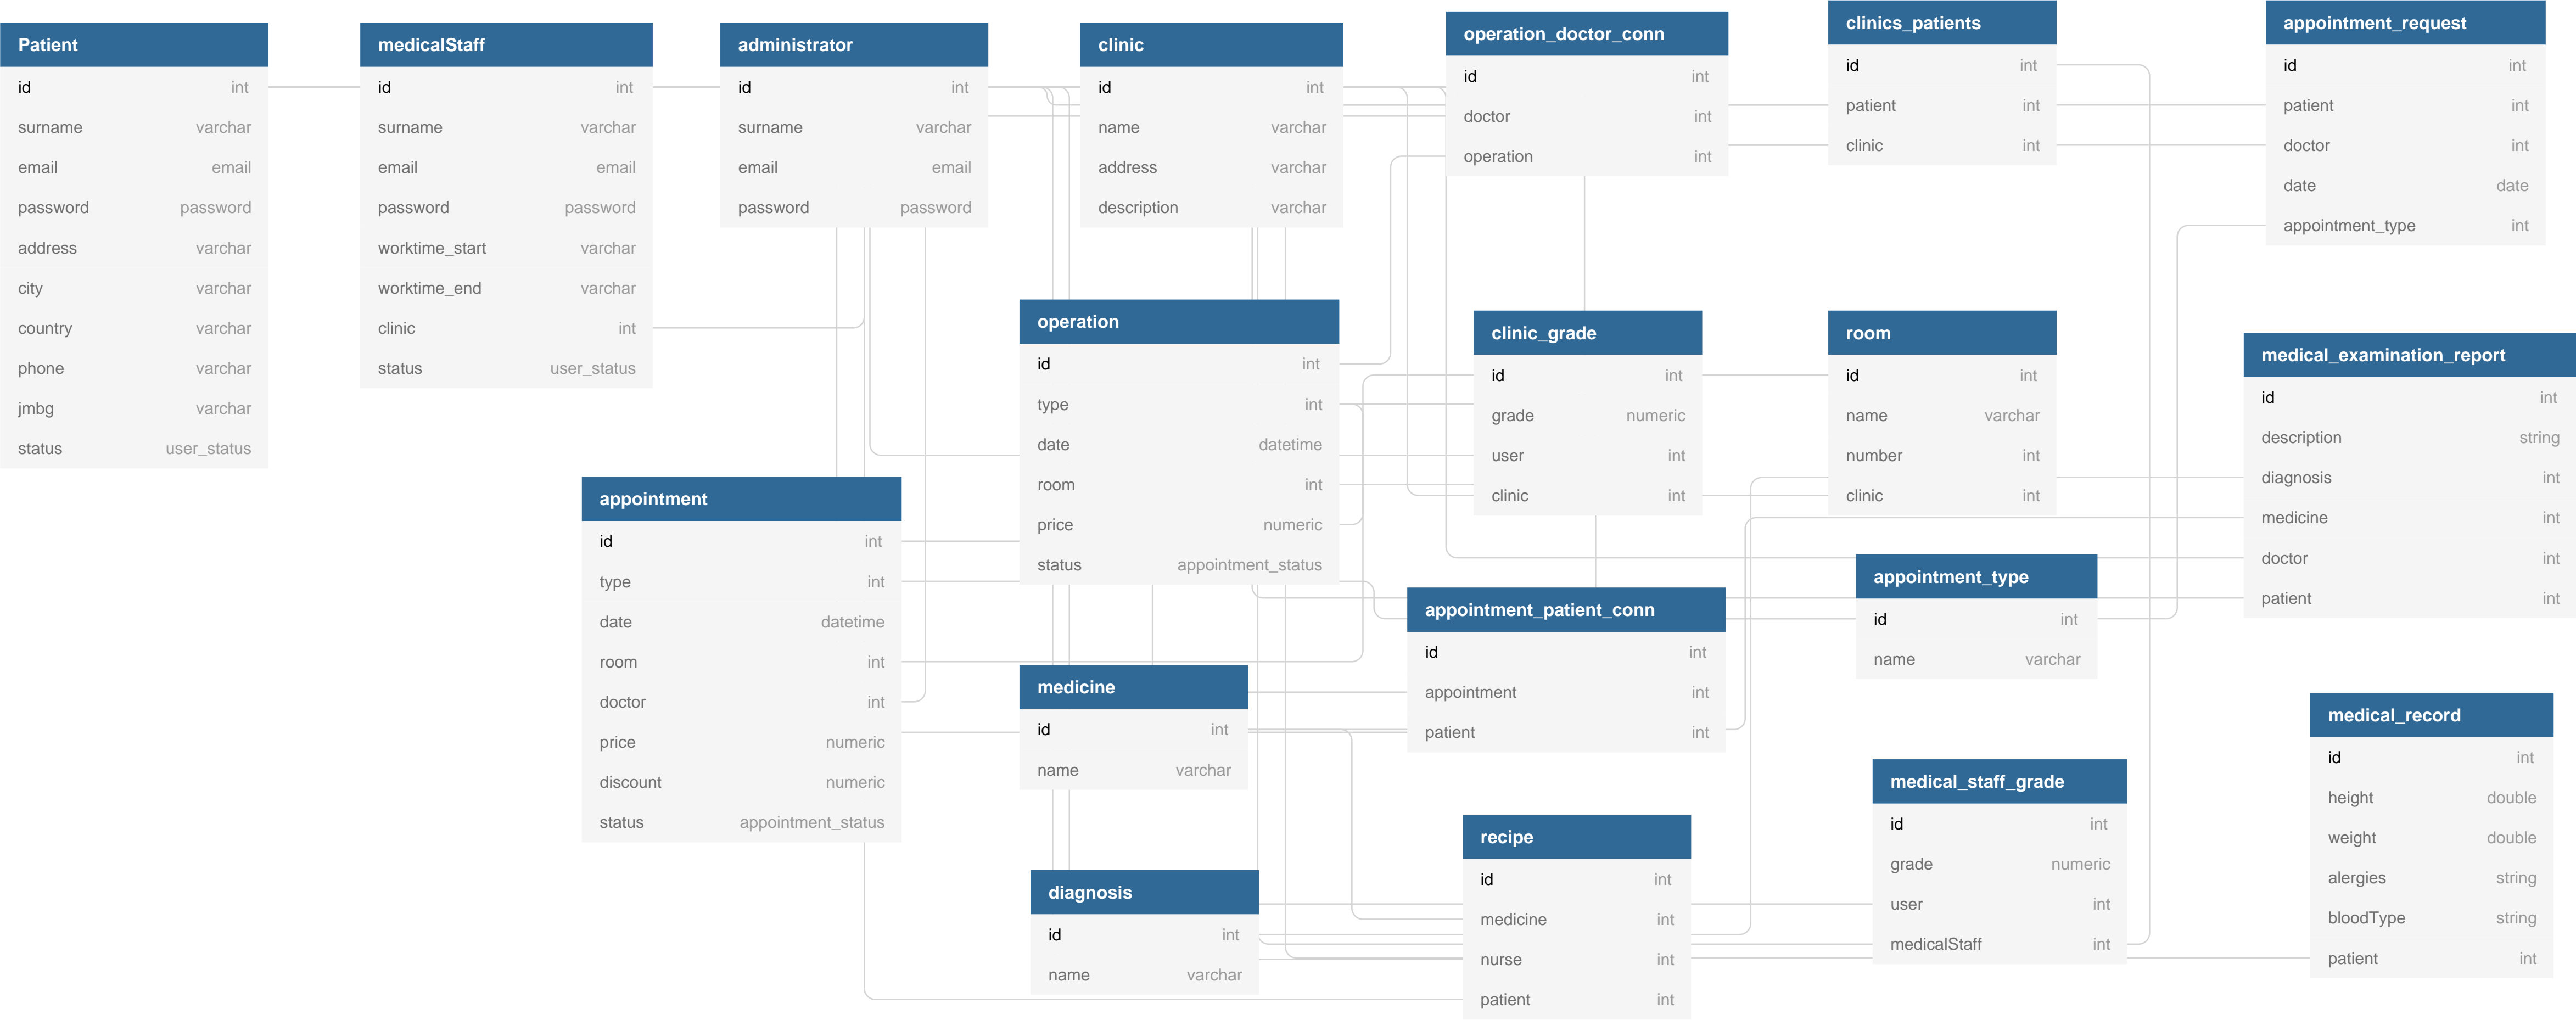 Patient
id int
surname varchar
email email
password password
address varchar
city varchar
country varchar
phone varchar
jmbg varchar
status user_status
medicalStaff
id int
surname varchar
email email
password password
worktime_start varchar
worktime_end varchar
clinic int
status user_status
administrator
id int
surname varchar
email email
password password
clinic
id int
name varchar
address varchar
description varchar
operation_doctor_conn
id int
doctor int
operation int
clinics_patients
id int
patient int
clinic int
appointment_request
id int
patient int
doctor int
date date
appointment_type int
operation
id int
type int
date datetime
room int
price numeric
status appointment_status
clinic_grade
id int
grade numeric
user int
clinic int
room
id int
name varchar
number int
clinic int
medical_examination_report
id int
description string
diagnosis int
medicine int
doctor int
patient int
appointment
id int
type int
date datetime
room int
doctor int
price numeric
discount numeric
status appointment_status
medicine
id int
name varchar
appointment_patient_conn
id int
appointment int
patient int
appointment_type
id int
name varchar
medical_record
id int
height double
weight double
alergies string
bloodType string
patient int
diagnosis
id int
name varchar
recipe
id int
medicine int
nurse int
patient int
medical_staff_grade
id int
grade numeric
user int
medicalStaff int